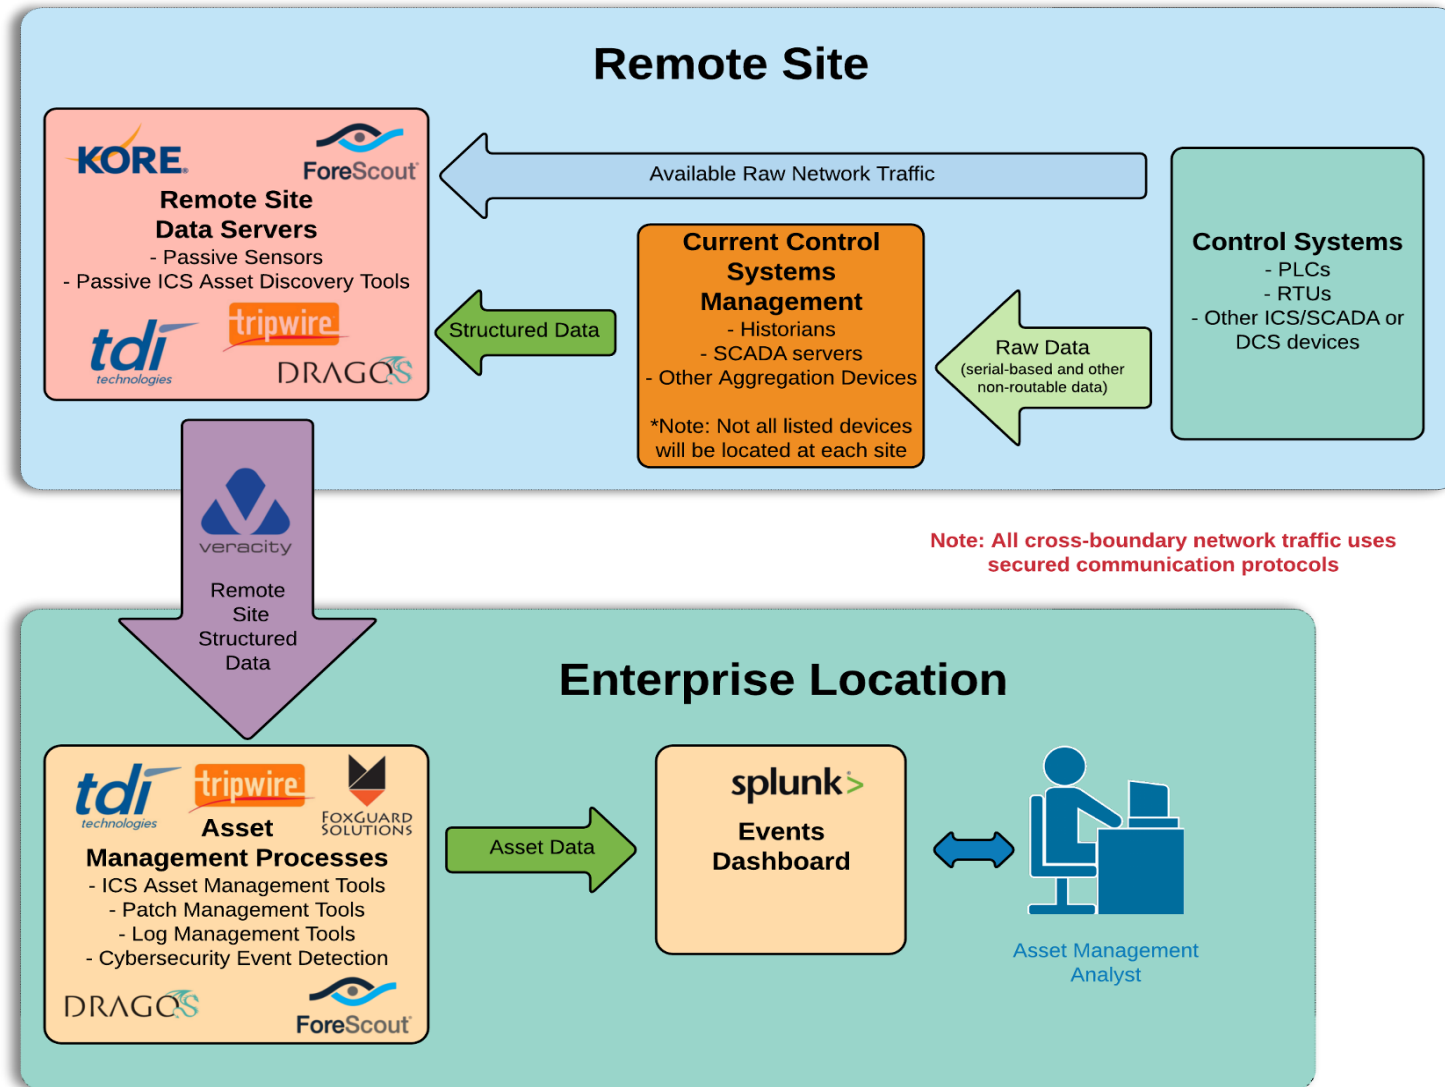 Remote Site
KORE
ForeScout
Remote Site
Data Servers
- Passive Sensors
- Passive ICS Asset Discovery Tools
tdi
technologies
tripwire
DRAGOS
Available Raw Network Traffic
Structured Data
Current Control
Systems
Management
- Historians
- SCADA servers
- Other Aggregation Devices
*Note: Not all listed devices
will be located at each site
Raw Data
(serial-based and other
non-routable data)
Control Systems
- PLCs
- RTUs
- Other ICS/SCADA or
DCS devices
veracity
Remote
Site
Structured
Data
Note: All cross-boundary network traffic uses
secured communication protocols
Enterprise Location
tdi
technologies
tripwire
FOXGUARD
SOLUTIONS
Asset
Management Processes
- ICS Asset Management Tools
- Patch Management Tools
- Log Management Tools
- Cybersecurity Event Detection
DRAGOS
ForeScout
Asset Data
splunk>
Events
Dashboard
Asset Management
Analyst